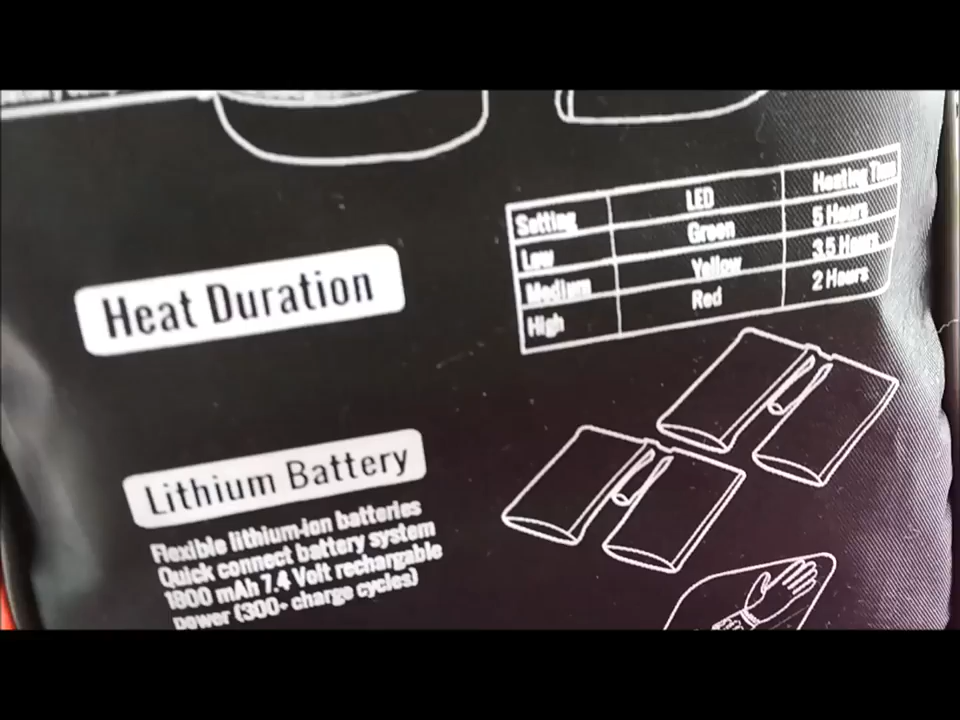 Setting LED Heating Time
Low Green 5 Hours
Medium Yellow 3.5 Hours
High Red 2 Hours
Heat Duration
Lithium Battery
Flexible lithium-ion batteries
Quick connect battery system
1800 mAh 7.4 Volt rechargable
power (300+ charge cycles)